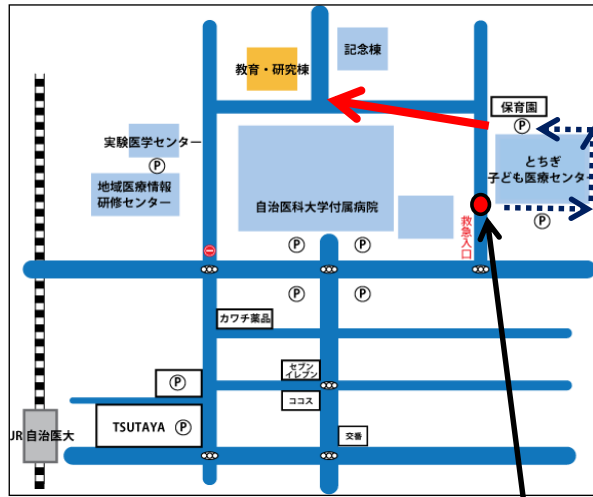 記念棟
教育・研究棟
保育園
Ⓟ
実験医学センター
Ⓟ
とちぎ
子ども医療センター
地域医療情報
研修センター
自治医科大学付属病院
Ⓟ
救急入口
Ⓟ Ⓟ
Ⓟ Ⓟ
カワチ薬品
セブン
イレブン
Ⓟ
ココス
TSUTAYA Ⓟ
交番
JR 自治医大